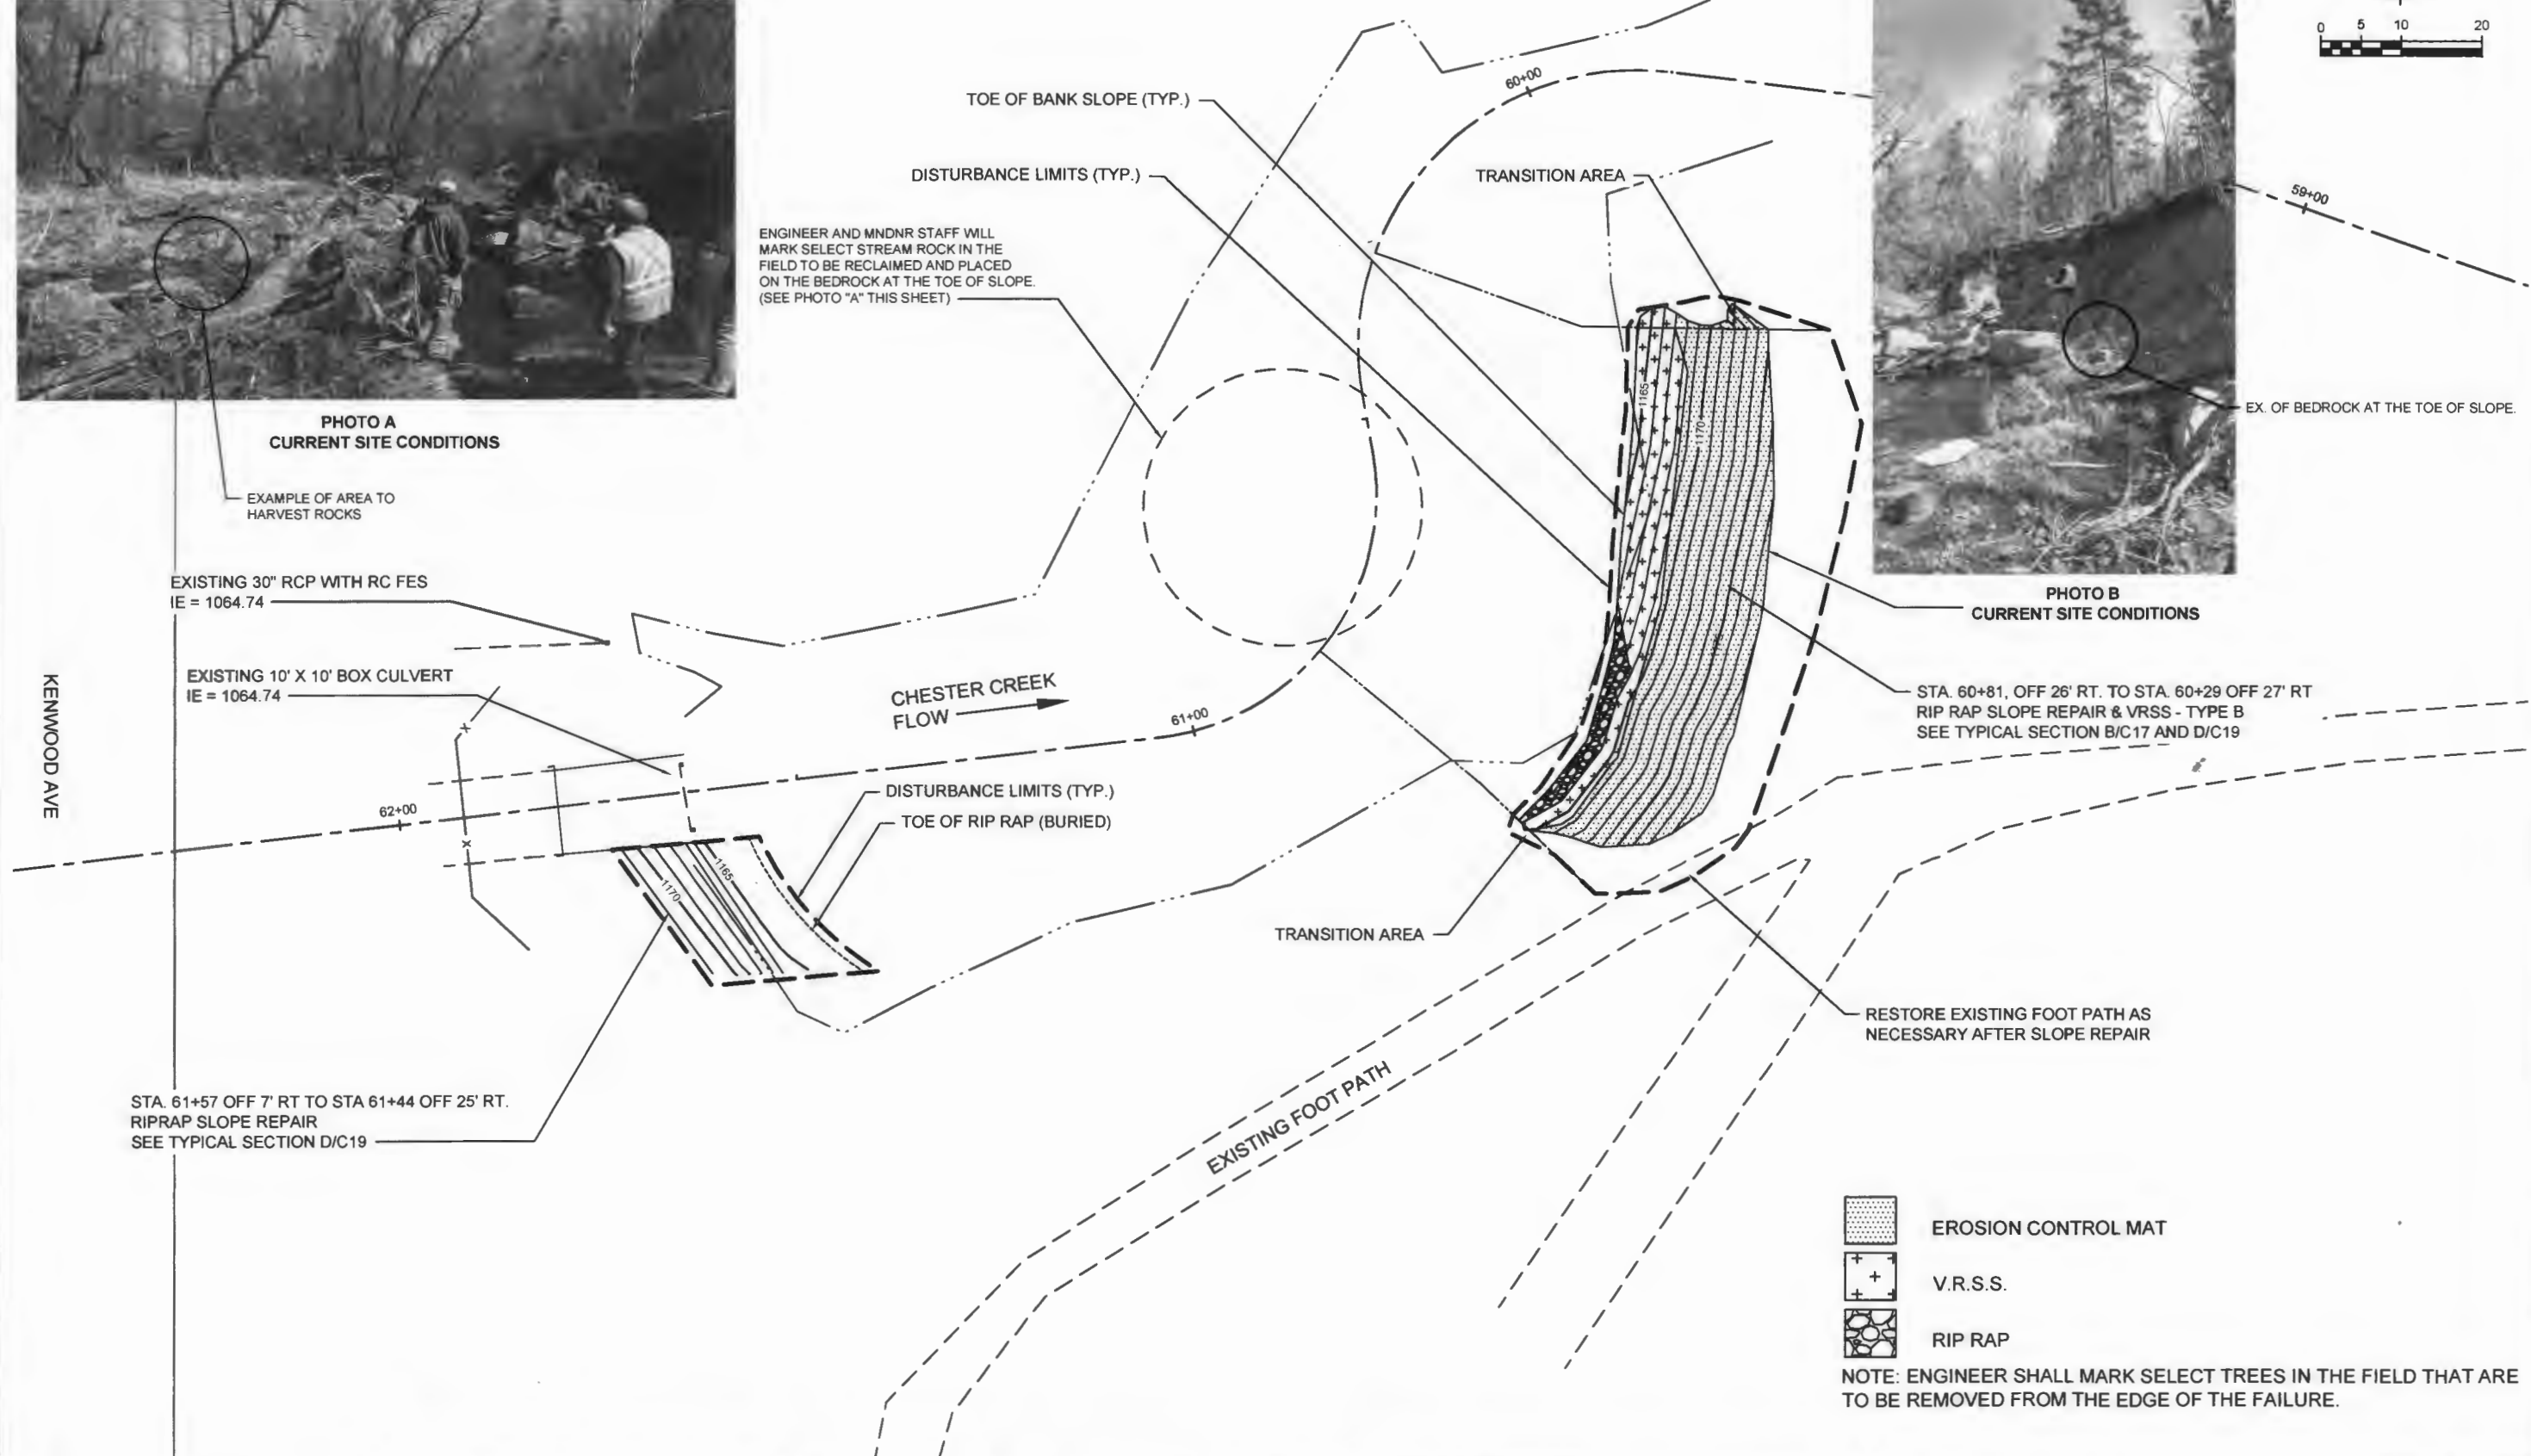 0 5 10 20
60+00
TOE OF BANK SLOPE (TYP.)
DISTURBANCE LIMITS (TYP.)
TRANSITION AREA
59+00
ENGINEER AND MNDNR STAFF WILL
MARK SELECT STREAM ROCK IN THE
FIELD TO BE RECLAIMED AND PLACED
ON THE BEDROCK AT THE TOE OF SLOPE.
(SEE PHOTO "A" THIS SHEET)
PHOTO A
CURRENT SITE CONDITIONS
1165
1170
EX. OF BEDROCK AT THE TOE OF SLOPE.
EXAMPLE OF AREA TO
HARVEST ROCKS
EXISTING 30" RCP WITH RC FES
IE = 1064.74
PHOTO B
CURRENT SITE CONDITIONS
EXISTING 10' X 10' BOX CULVERT
IE = 1064.74
KENWOOD AVE
CHESTER CREEK
FLOW
61+00
STA. 60+81, OFF 26' RT. TO STA. 60+29 OFF 27' RT
RIP RAP SLOPE REPAIR & VRSS - TYPE B
SEE TYPICAL SECTION B/C17 AND D/C19
62+00
X
X
DISTURBANCE LIMITS (TYP.)
TOE OF RIP RAP (BURIED)
1165
1170
TRANSITION AREA
RESTORE EXISTING FOOT PATH AS
NECESSARY AFTER SLOPE REPAIR
STA. 61+57 OFF 7' RT TO STA 61+44 OFF 25' RT.
RIPRAP SLOPE REPAIR
SEE TYPICAL SECTION D/C19
EXISTING FOOT PATH
EROSION CONTROL MAT
V.R.S.S.
RIP RAP
NOTE: ENGINEER SHALL MARK SELECT TREES IN THE FIELD THAT ARE
TO BE REMOVED FROM THE EDGE OF THE FAILURE.